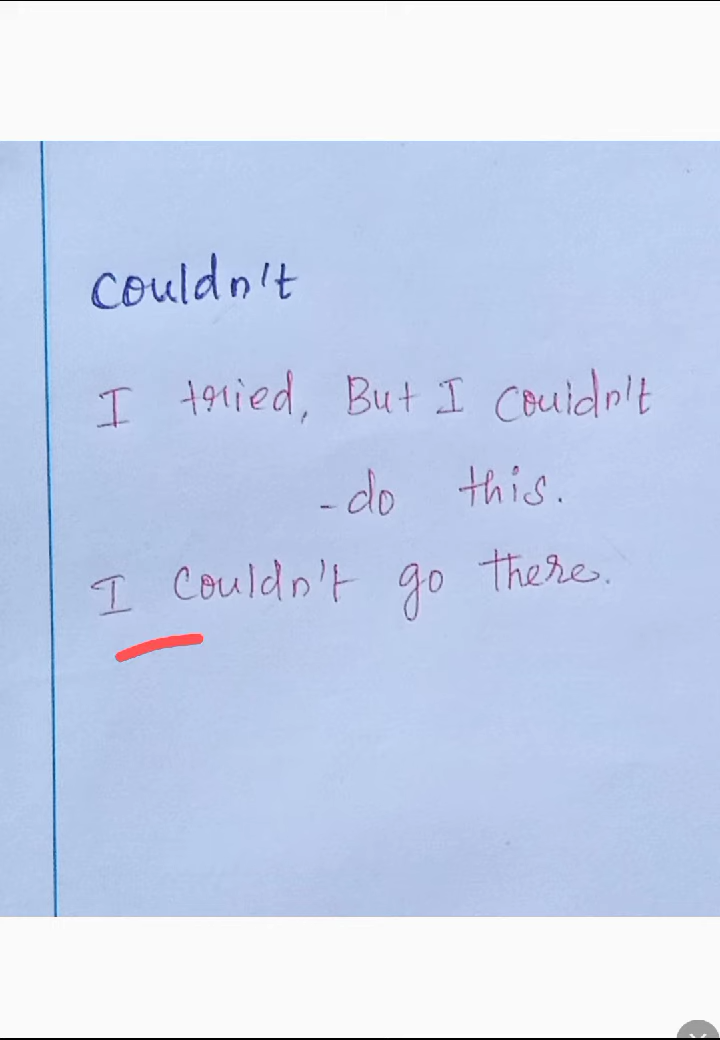 couldn't
I tried, But I couldn't
-do this.
I couldn't go there.